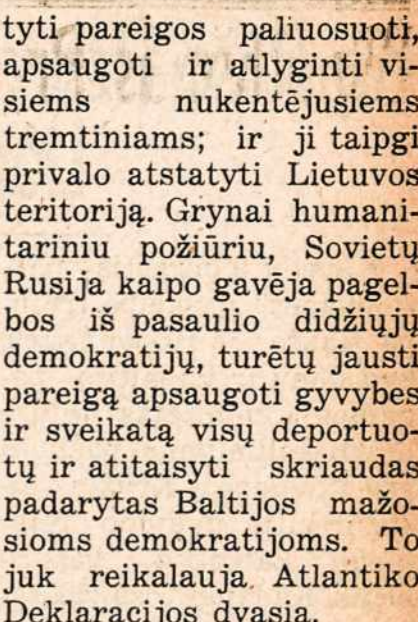 tyti pareigos paliuosuoti,
apsaugoti ir atlyginti vi-
siems nukentėjusiems
tremtiniams; ir ji taipgi
privalo atstatyti Lietuvos
teritoriją. Grynai humani-
tariniu požiūriu, Sovietų
Rusija kaipo gavėja pagel-
bos iš pasaulio didžiųjų
demokratijų, turėtų jausti
pareigą apsaugoti gyvybes
ir sveikatą visų deportuo-
tų ir atitaisyti skriaudas
padarytas Baltijos mažo-
sioms demokratijoms. To
juk reikalauja Atlantiko
Deklaracijos dvasia.